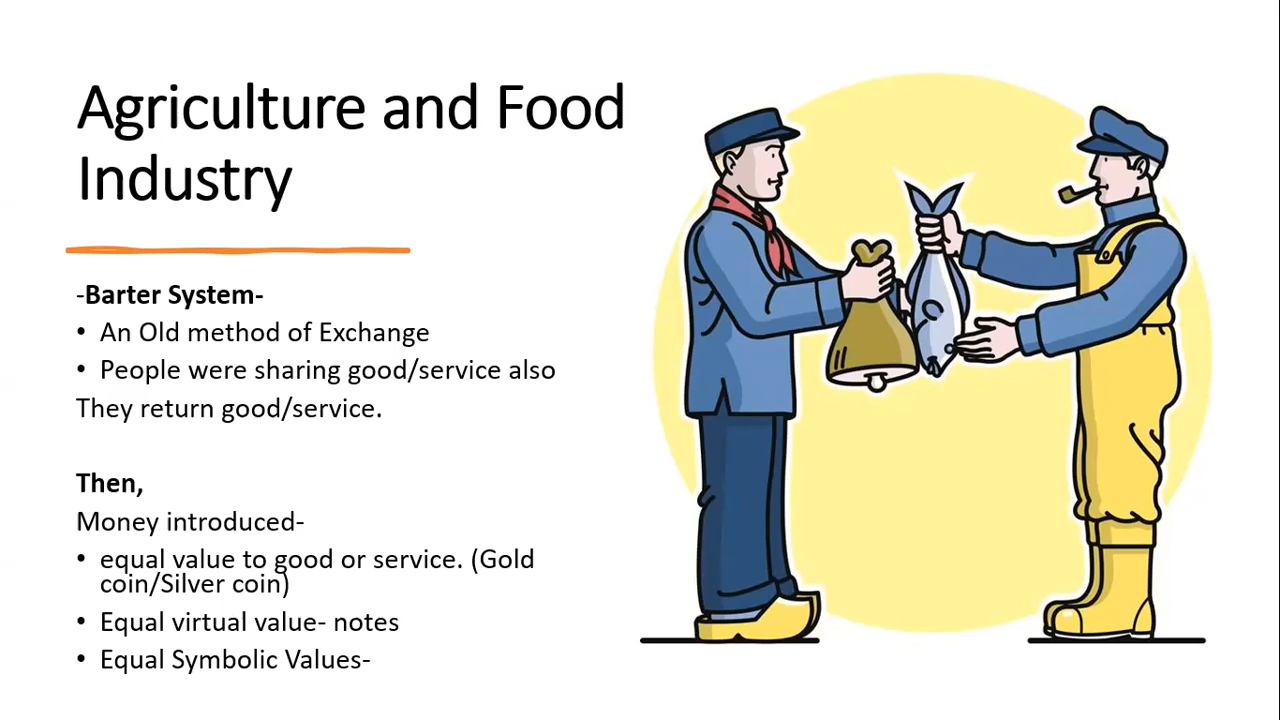 Agriculture and Food
Industry
-Barter System-
• An Old method of Exchange
• People were sharing good/service also
They return good/service.
Then,
Money introduced-
• equal value to good or service. (Gold
coin/Silver coin)
• Equal virtual value- notes
• Equal Symbolic Values-